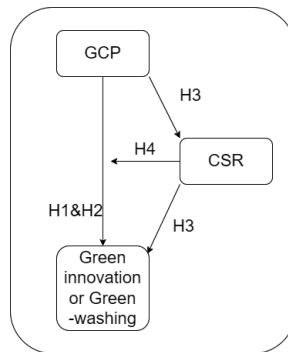 GCP
H3
H4
CSR
H1&H2
H3
Green
innovation
or Green
-washing